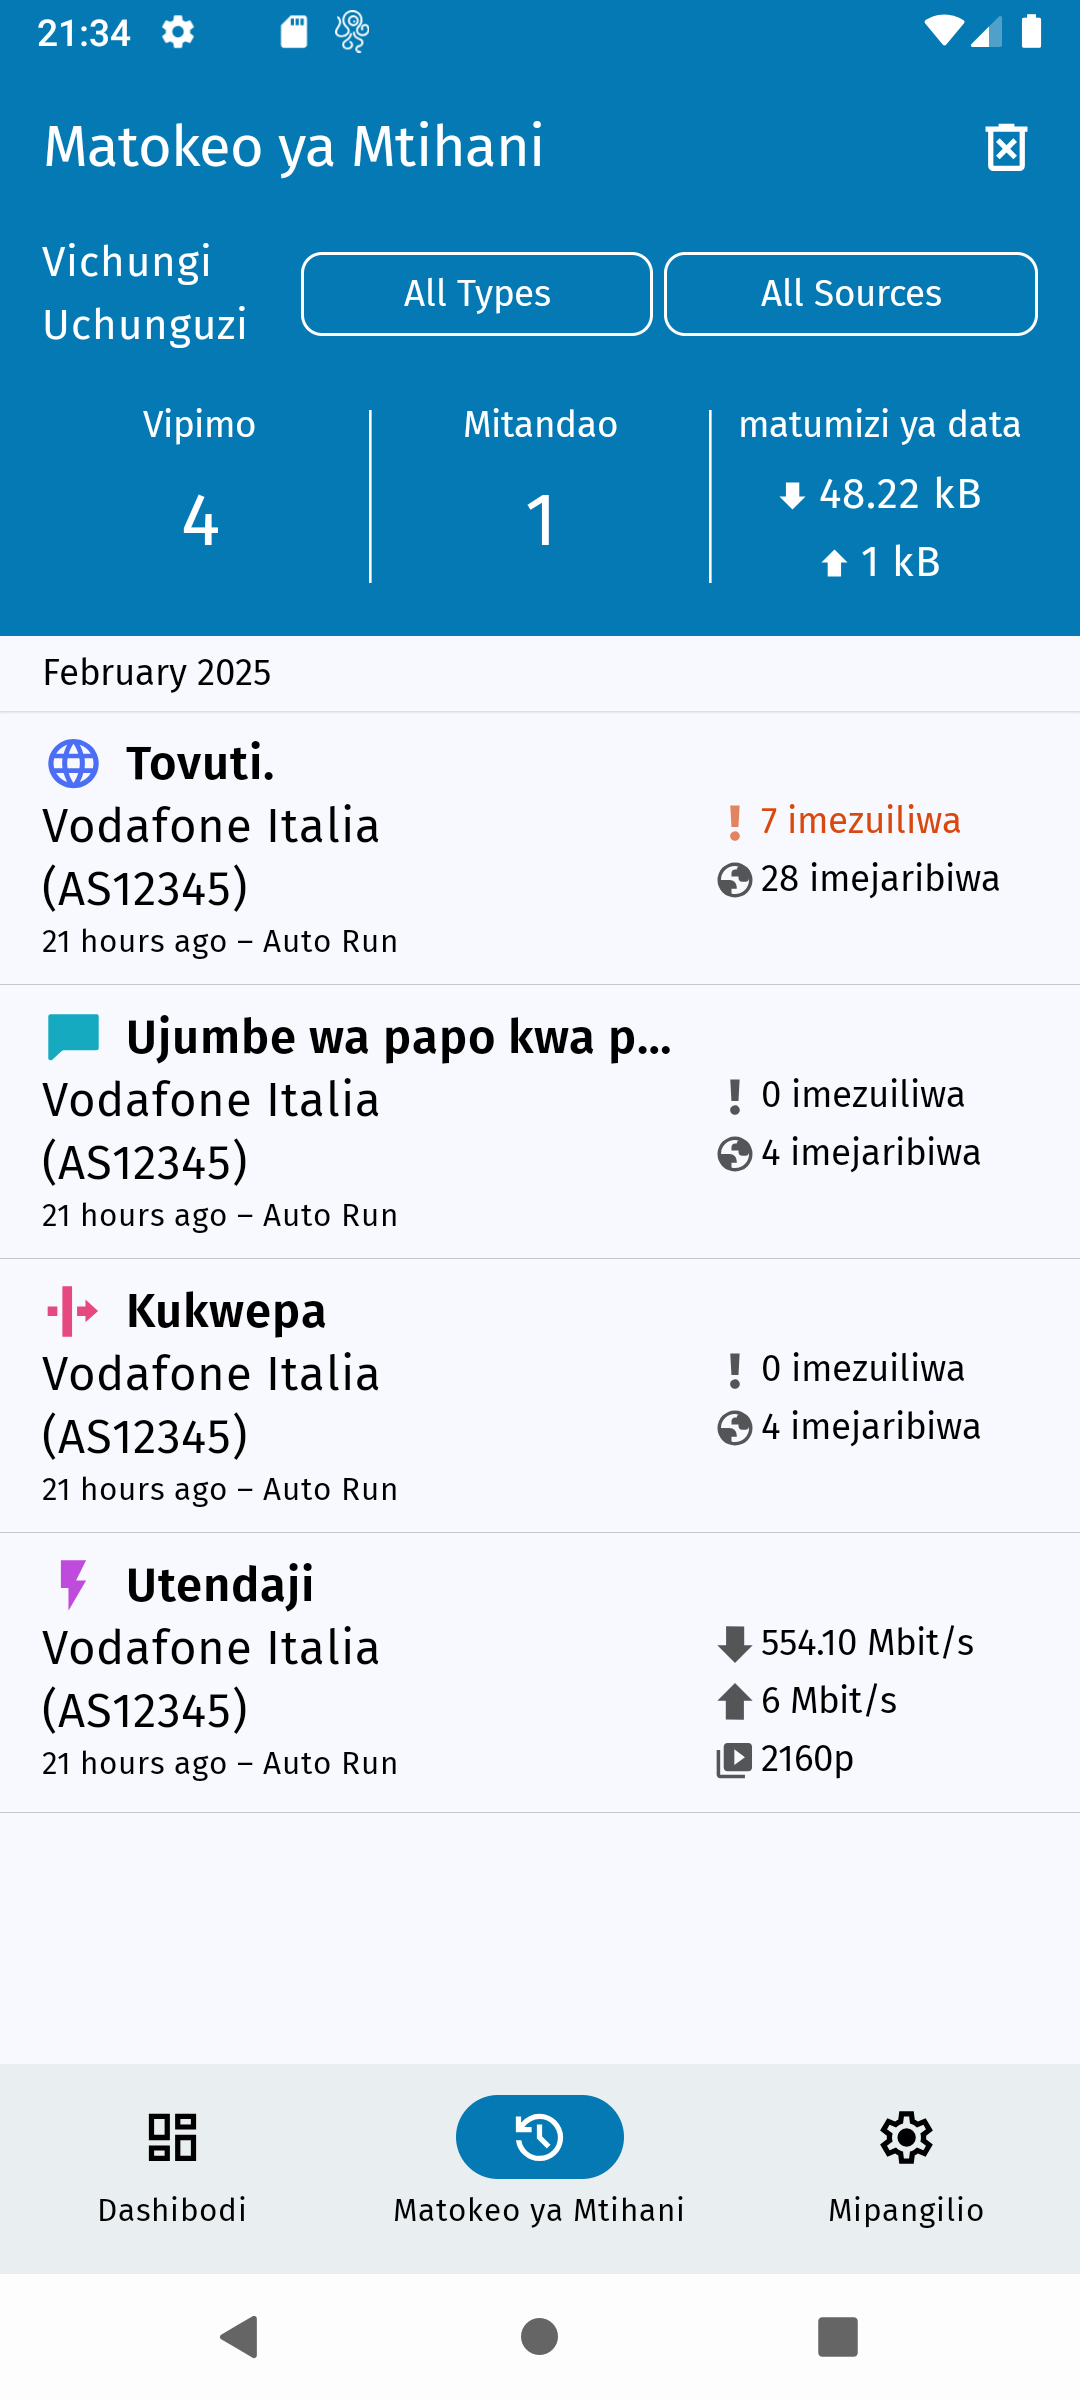 21:34
Matokeo ya Mtihani
Vichungi
Uchunguzi
All Types
All Sources
Vipimo
4
Mitandao
1
matumizi ya data
48.22 kB
1 kB
February 2025
Tovuti.
Vodafone Italia
(AS12345)
21 hours ago – Auto Run
7 imezuiliwa
28 imejaribiwa
Ujumbe wa papo kwa p...
Vodafone Italia
(AS12345)
21 hours ago – Auto Run
0 imezuiliwa
4 imejaribiwa
Kukwepa
Vodafone Italia
(AS12345)
21 hours ago – Auto Run
0 imezuiliwa
4 imejaribiwa
Utendaji
Vodafone Italia
(AS12345)
21 hours ago – Auto Run
554.10 Mbit/s
6 Mbit/s
2160p
Dashibodi
Matokeo ya Mtihani
Mipangilio